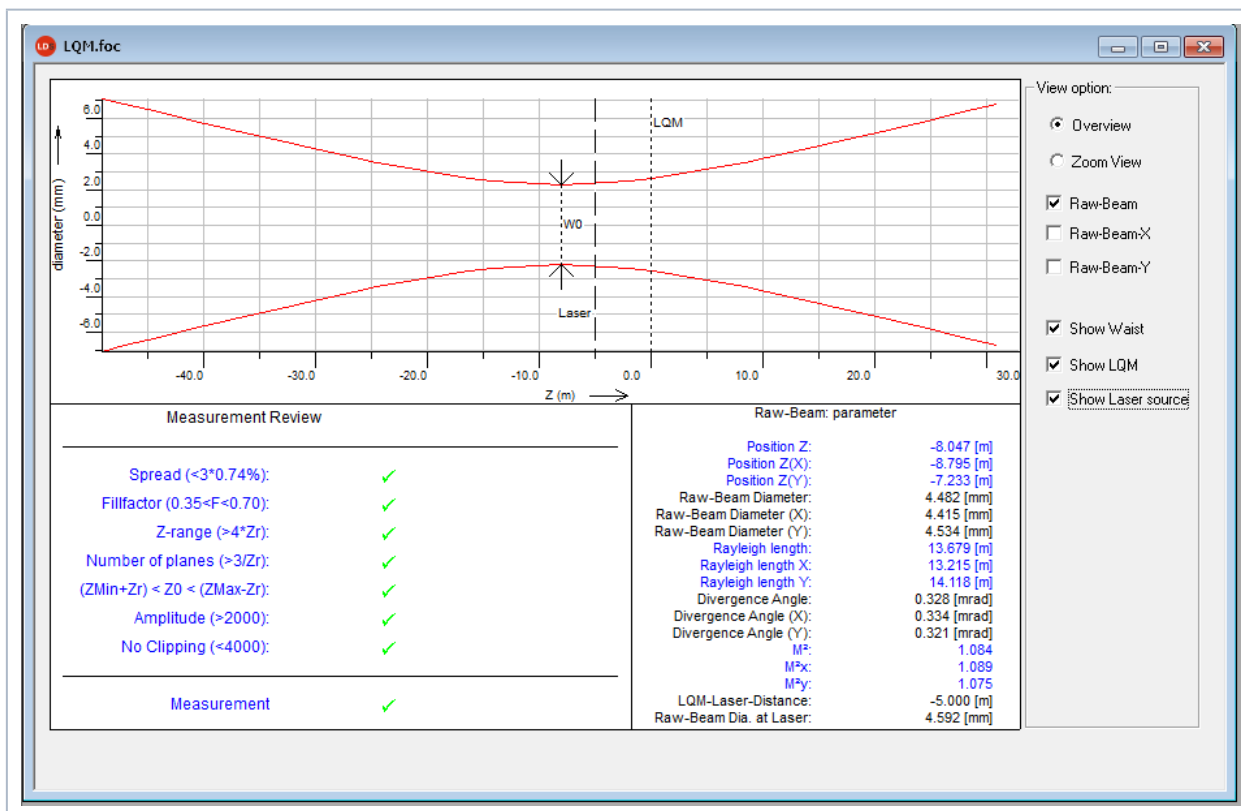 LD LQM.foc
6.0
4.0
2.0
0.0
-2.0
-4.0
-6.0
diameter (mm)
LQM
W0
Laser
-40.0 -30.0 -20.0 -10.0 0.0 10.0 20.0 30.0
Z (m)
View option:
Overview
Zoom View
Raw-Beam
Raw-Beam-X
Raw-Beam-Y
Show Waist
Show LQM
Show Laser source
Measurement Review
Spread (<3*0.74%):
Fillfactor (0.35<F<0.70):
Z-range (>4*Zr):
Number of planes (>3/Zr):
(ZMin+Zr) < Z0 < (ZMax-Zr):
Amplitude (>2000):
No Clipping (<4000):
Measurement
Raw-Beam: parameter
Position Z: -8.047 [m]
Position Z(X): -8.795 [m]
Position Z(Y): -7.233 [m]
Raw-Beam Diameter: 4.482 [mm]
Raw-Beam Diameter (X): 4.415 [mm]
Raw-Beam Diameter (Y): 4.534 [mm]
Rayleigh length: 13.679 [m]
Rayleigh length X: 13.215 [m]
Rayleigh length Y: 14.118 [m]
Divergence Angle: 0.328 [mrad]
Divergence Angle (X): 0.334 [mrad]
Divergence Angle (Y): 0.321 [mrad]
M²: 1.084
M²x: 1.089
M²y: 1.075
LQM-Laser-Distance: -5.000 [m]
Raw-Beam Dia. at Laser: 4.592 [mm]